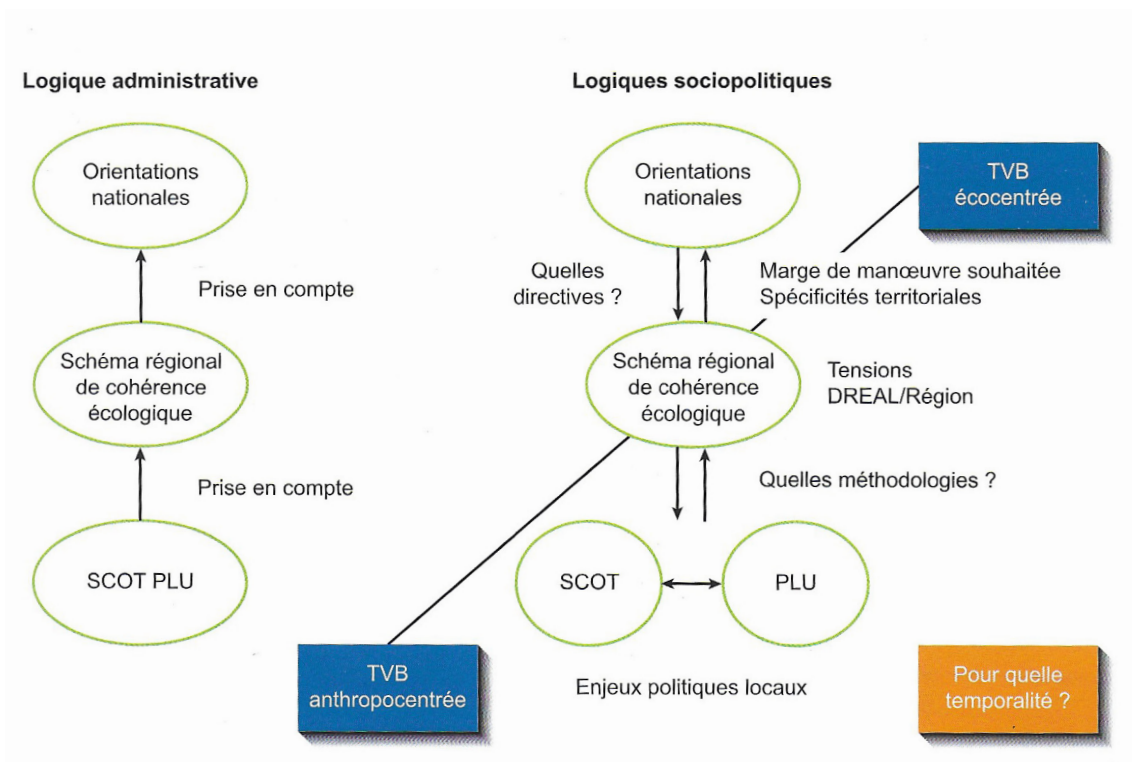 Logique administrative
Orientations
nationales
Prise en compte
Schéma régional
de cohérence
écologique
Prise en compte
SCOT PLU
Logiques sociopolitiques
Orientations
nationales
TVB
écocentrée
Quelles
directives ?
Marge de manœuvre souhaitée
Spécificités territoriales
Schéma régional
de cohérence
écologique
Tensions
DREAL/Région
Quelles méthodologies ?
SCOT
PLU
TVB
anthropocentrée
Enjeux politiques locaux
Pour quelle
temporalité ?